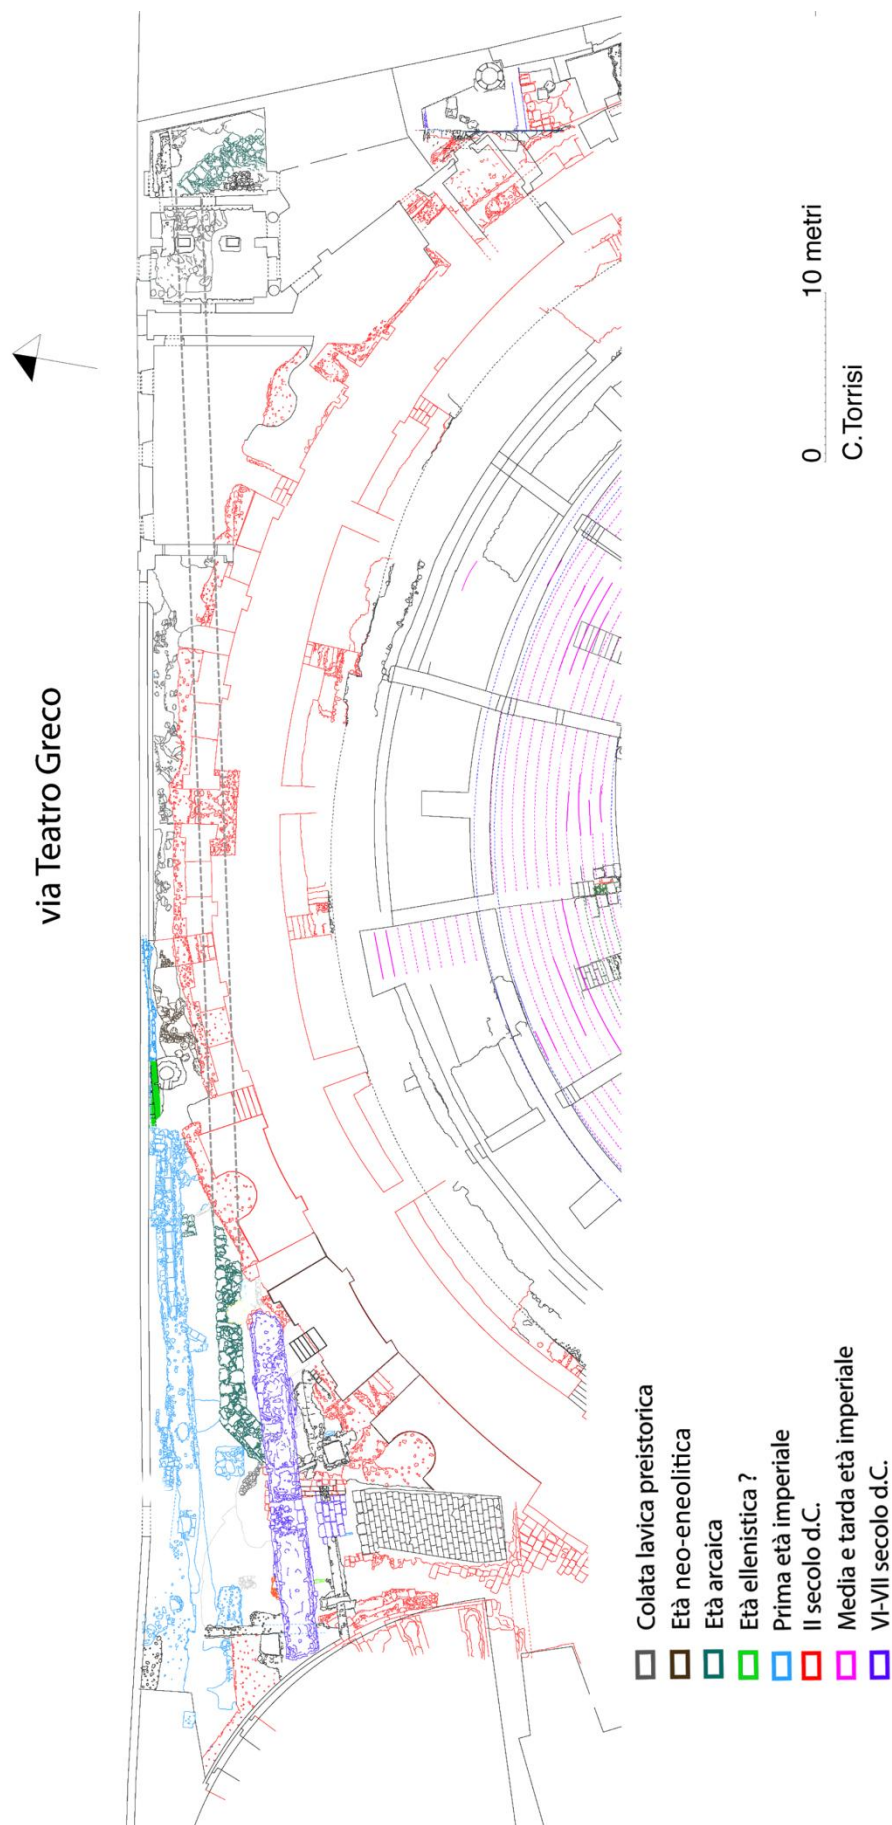 via Teatro Greco
0 10 metri
C.Torrisi
Colata lavica preistorica
Età neo-eneolitica
Età arcaica
Età ellenistica ?
Prima età imperiale
II secolo d.C.
Media e tarda età imperiale
VI-VII secolo d.C.